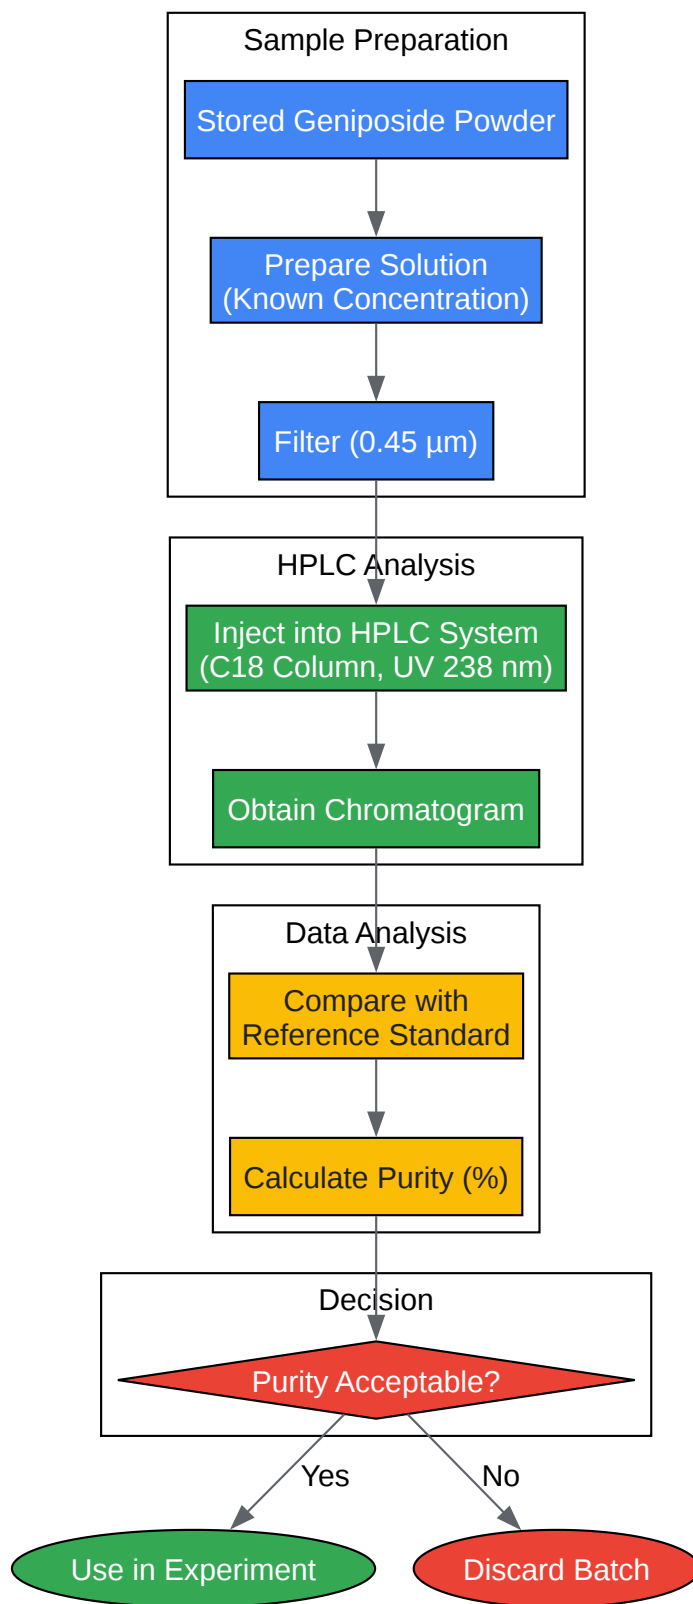 Sample Preparation
Stored Geniposide Powder
Prepare Solution
(Known Concentration)
Filter (0.45 µm)
HPLC Analysis
Inject into HPLC System
(C18 Column, UV 238 nm)
Obtain Chromatogram
Data Analysis
Compare with
Reference Standard
Calculate Purity (%)
Decision
Purity Acceptable?
Yes
No
Use in Experiment
Discard Batch